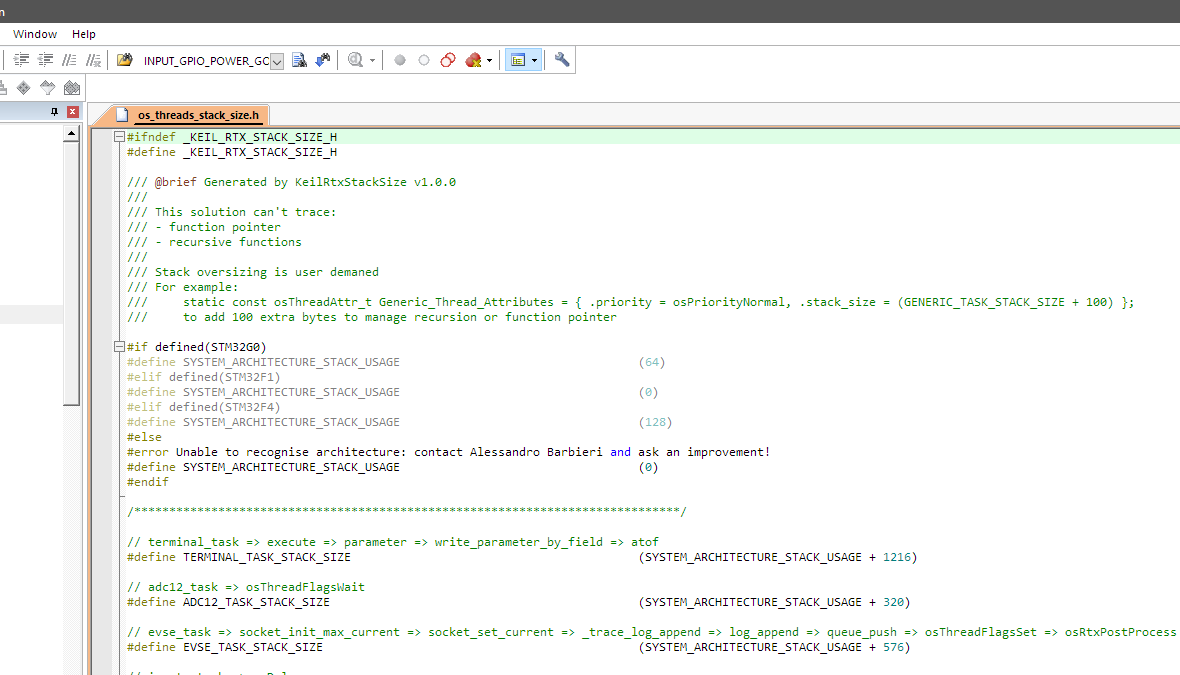 n
Window Help
INPUT_GPIO_POWER_GO
os_threads_stack_size.h
#ifndef _KEIL_RTX_STACK_SIZE_H
#define _KEIL_RTX_STACK_SIZE_H
/// @brief Generated by KeilRtxStackSize v1.0.0
///
/// This solution can't trace:
/// - function pointer
/// - recursive functions
///
/// Stack oversizing is user demaned
/// For example:
///     static const osThreadAttr_t Generic_Thread_Attributes = { .priority = osPriorityNormal, .stack_size = (GENERIC_TASK_STACK_SIZE + 100) };
///     to add 100 extra bytes to manage recursion or function pointer
#if defined(STM32G0)
#define SYSTEM_ARCHITECTURE_STACK_USAGE (64)
#elif defined(STM32F1)
#define SYSTEM_ARCHITECTURE_STACK_USAGE (0)
#elif defined(STM32F4)
#define SYSTEM_ARCHITECTURE_STACK_USAGE (128)
#else
#error Unable to recognise architecture: contact Alessandro Barbieri and ask an improvement!
#define SYSTEM_ARCHITECTURE_STACK_USAGE (0)
#endif
/******************************************************************************/
// terminal_task => execute => parameter => write_parameter_by_field => atof
#define TERMINAL_TASK_STACK_SIZE (SYSTEM_ARCHITECTURE_STACK_USAGE + 1216)
// adc12_task => osThreadFlagsWait
#define ADC12_TASK_STACK_SIZE (SYSTEM_ARCHITECTURE_STACK_USAGE + 320)
// evse_task => socket_init_max_current => socket_set_current => _trace_log_append => log_append => queue_push => osThreadFlagsSet => osRtxPostProcess
#define EVSE_TASK_STACK_SIZE (SYSTEM_ARCHITECTURE_STACK_USAGE + 576)